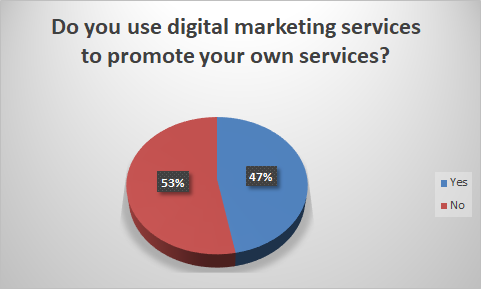 Do you use digital marketing services
to promote your own services?
53%
47%
Yes
No